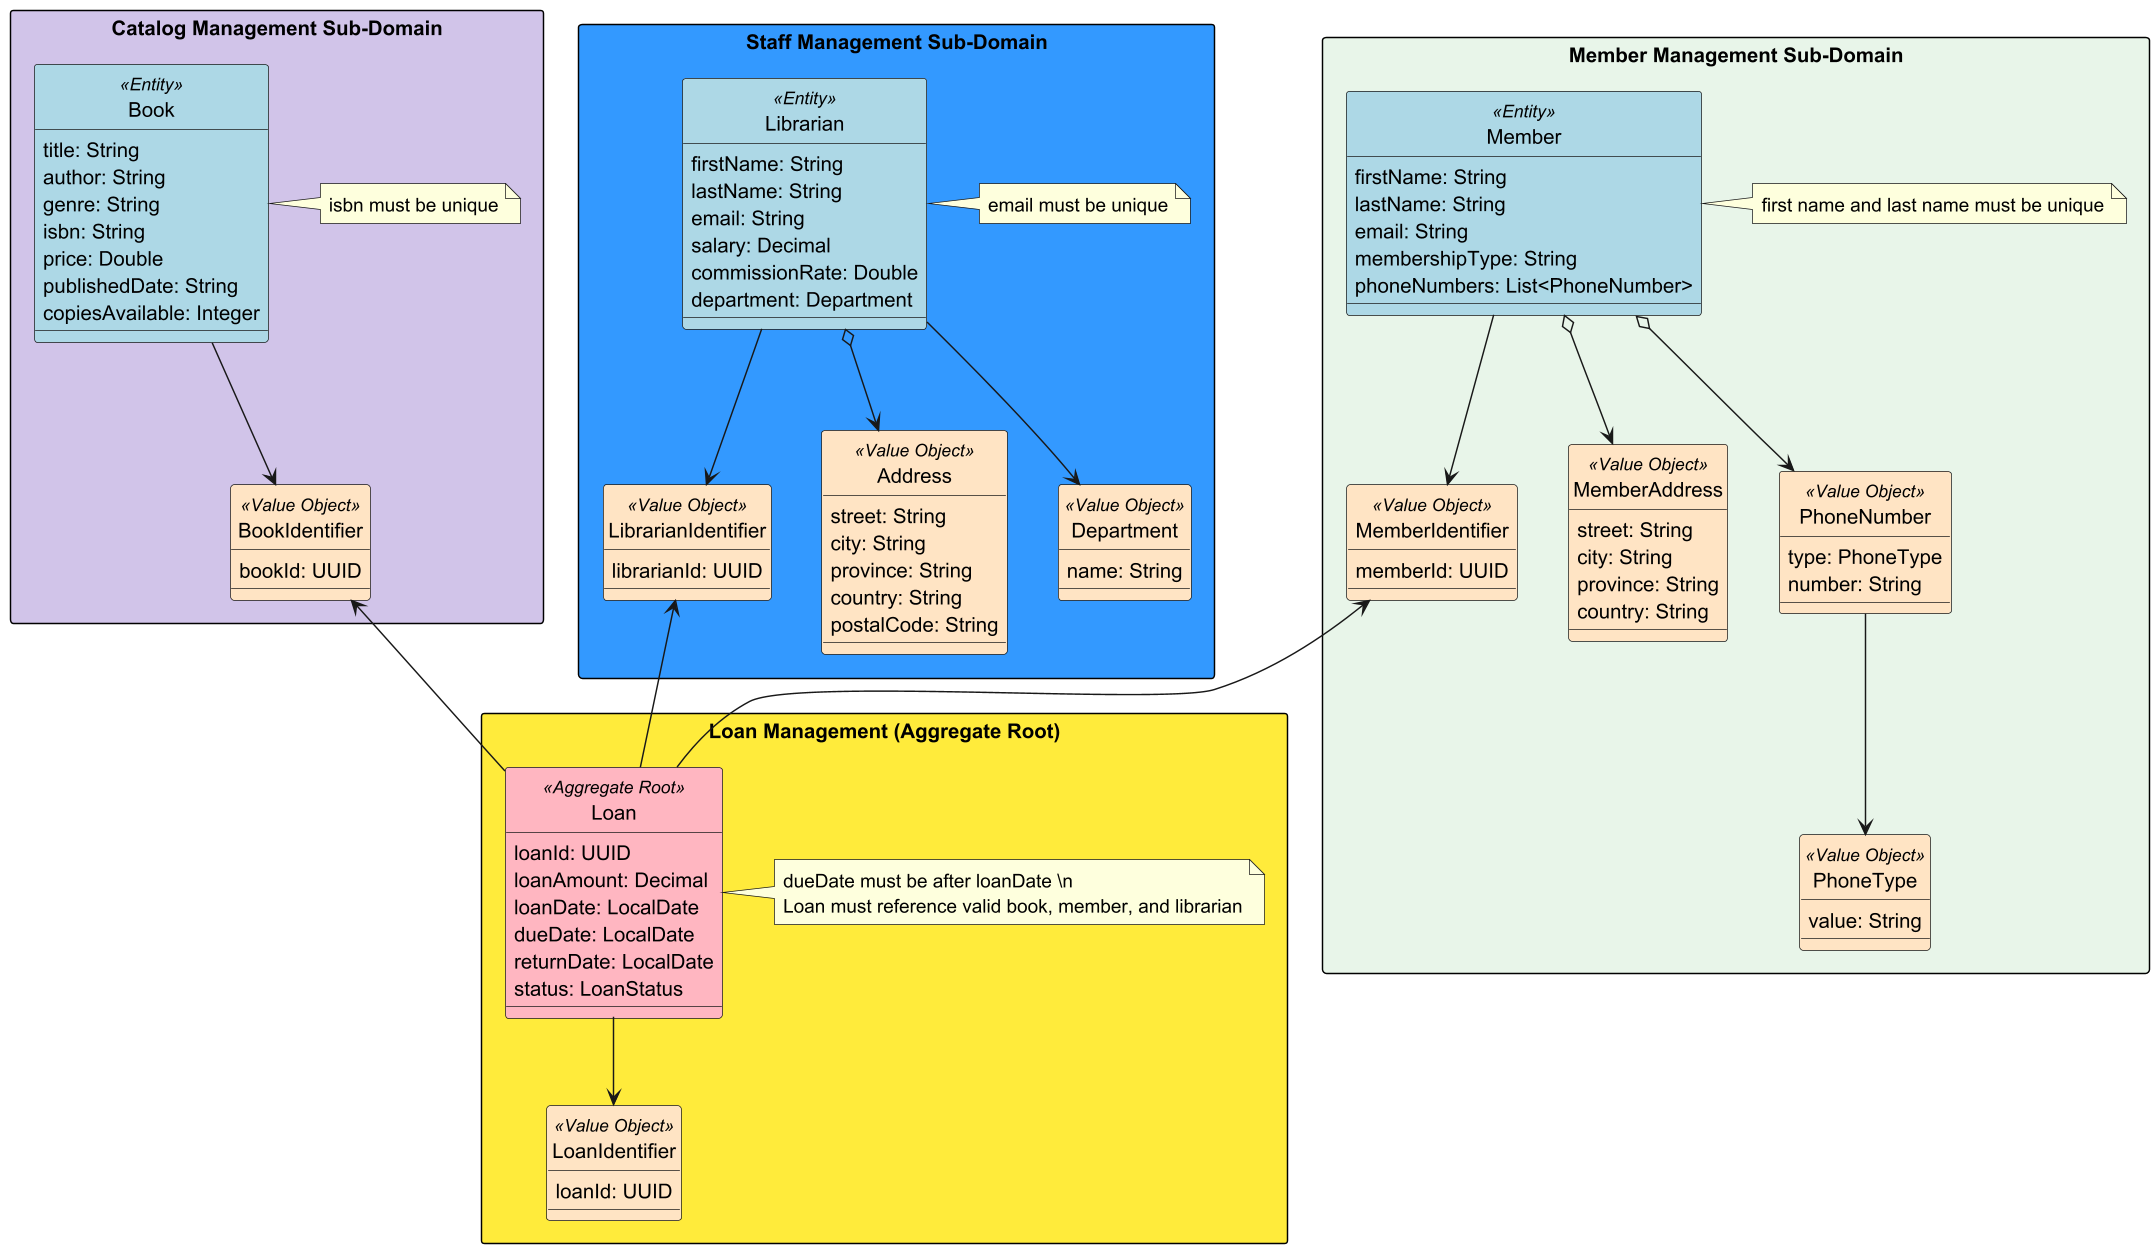 Catalog Management Sub-Domain
«Entity»
Book
title: String
author: String
genre: String
isbn: String
price: Double
publishedDate: String
copiesAvailable: Integer
isbn must be unique
«Value Object»
BookIdentifier
bookId: UUID
Staff Management Sub-Domain
«Entity»
Librarian
firstName: String
lastName: String
email: String
salary: Decimal
commissionRate: Double
department: Department
email must be unique
«Value Object»
LibrarianIdentifier
librarianId: UUID
«Value Object»
Address
street: String
city: String
province: String
country: String
postalCode: String
«Value Object»
Department
name: String
Member Management Sub-Domain
«Entity»
Member
firstName: String
lastName: String
email: String
membershipType: String
phoneNumbers: List<PhoneNumber>
first name and last name must be unique
«Value Object»
MemberIdentifier
memberId: UUID
«Value Object»
MemberAddress
street: String
city: String
province: String
country: String
«Value Object»
PhoneNumber
type: PhoneType
number: String
«Value Object»
PhoneType
value: String
Loan Management (Aggregate Root)
«Aggregate Root»
Loan
loanId: UUID
loanAmount: Decimal
loanDate: LocalDate
dueDate: LocalDate
returnDate: LocalDate
status: LoanStatus
dueDate must be after loanDate \n
Loan must reference valid book, member, and librarian
«Value Object»
LoanIdentifier
loanId: UUID